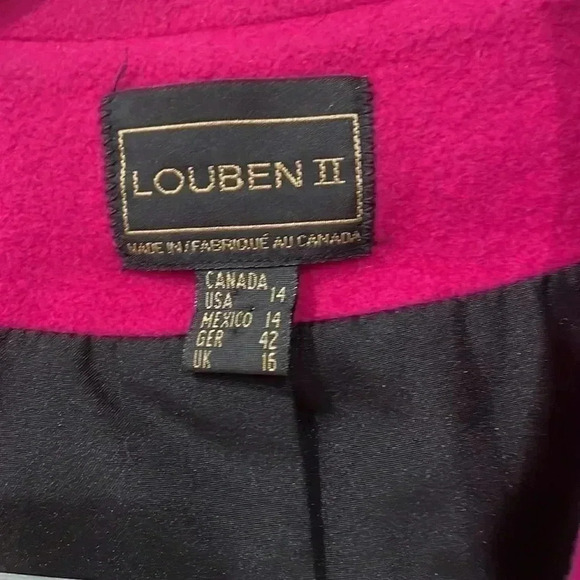 LOUBEN II
MADE IN / FABRIQUÉ AU CANADA
CANADA
USA 14
MEXICO 14
GER 42
UK 16